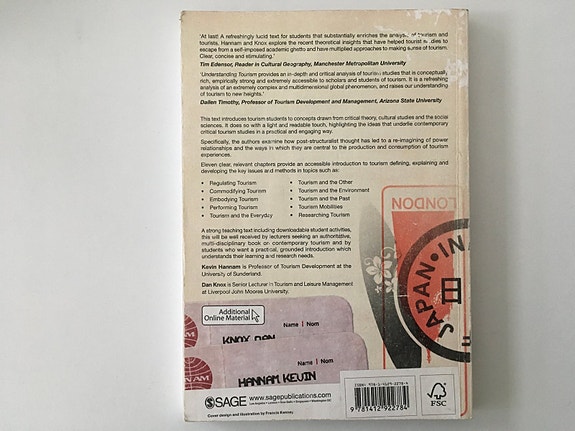 'At last! A refreshingly lucid text for students that substantially enriches the analysis of tourism and
tourists. Hannam and Knox explore the recent theoretical insights that have helped tourist studies to
escape from a self-imposed academic ghetto and have multiplied approaches to making sense of tourism.
Clear, concise and stimulating.'
Tim Edensor, Reader in Cultural Geography, Manchester Metropolitan University
'Understanding Tourism provides an in-depth and critical analysis of tourism studies that is conceptually
rich, empirically strong and extremely accessible to scholars and students of tourism. It is a refreshing
analysis of an extremely complex and multidimensional global phenomenon, and raises our understanding
of tourism to new heights.'
Dallen Timothy, Professor of Tourism Development and Management, Arizona State University
This text introduces tourism students to concepts drawn from critical theory, cultural studies and the social
sciences. It does so with a light and readable touch, highlighting the ideas that underlie contemporary
critical tourism studies in a practical and engaging way.
Specifically, the authors examine how post-structuralist thought has led to a re-imagining of power
relationships and the ways in which they are central to the production and consumption of tourism
experiences.
Eleven clear, relevant chapters provide an accessible introduction to tourism defining, explaining and
developing the key issues and methods in topics such as:
• Regulating Tourism
• Commodifying Tourism
• Embodying Tourism
• Performing Tourism
• Tourism and the Everyday
• Tourism and the Other
• Tourism and the Environment
• Tourism and the Past
• Tourism Mobilities
• Researching Tourism
A strong teaching text including downloadable student activities,
this will be well received by lecturers seeking an authoritative,
multi-disciplinary book on contemporary tourism and by
students who want a practical, grounded introduction which
understands their learning and research needs.
Kevin Hannam is Professor of Tourism Development at the
University of Sunderland.
Dan Knox is Senior Lecturer in Tourism and Leisure Management
at Liverpool John Moores University.
LONDON
JAPAN • IN
日
Additional
Online Material
Name | Nom
KNOX DAN
Name | Nom
HANNAM KEVIN
NAM
SAGE www.sagepublications.com
Los Angeles • London • New Delhi • Singapore • Washington DC
Cover design and illustration by Francis Kenney
ISBN: 978-1-4129-2278-4
9 781412 922784
FSC